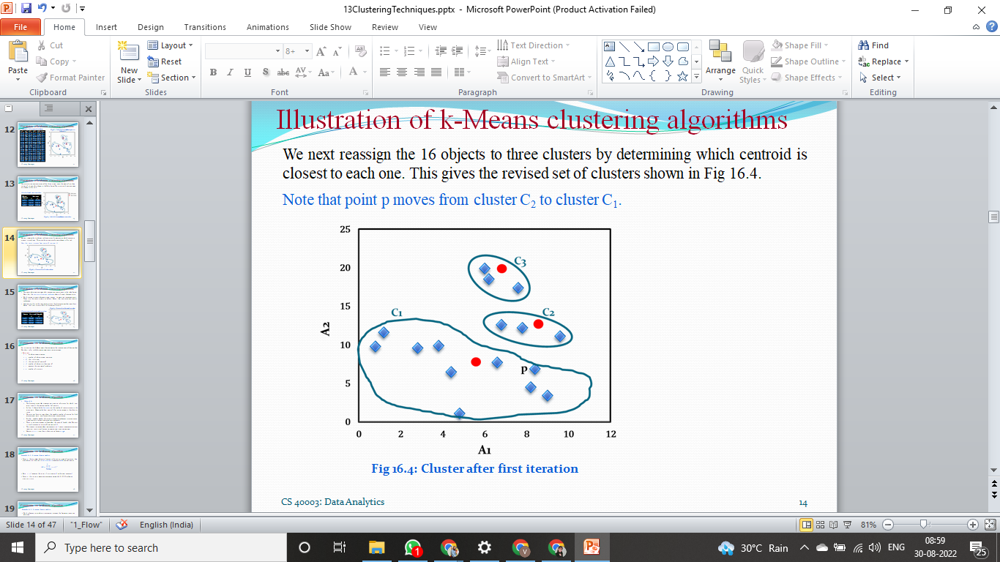 13ClusteringTechniques.pptx - Microsoft PowerPoint (Product Activation Failed)
File Home Insert Design Transitions Animations Slide Show Review View
Paste
Cut
Copy
Format Painter
Clipboard
New
Slide
Layout
Reset
Section
Slides
8+
B I U S abc AV Aa A
Font
Text Direction
Align Text
Convert to SmartArt
Paragraph
Arrange
Quick
Styles
Shape Fill
Shape Outline
Shape Effects
Drawing
Find
Replace
Select
Editing
12
13
14
15
16
17
18
19
Illustration of k-Means clustering algorithms
We next reassign the 16 objects to three clusters by determining which centroid is
closest to each one. This gives the revised set of clusters shown in Fig 16.4.
Note that point p moves from cluster C2 to cluster C1.
25
20
15
10
5
0
A2
C3
C1
C2
p
0 2 4 6 8 10 12
A1
Fig 16.4: Cluster after first iteration
CS 40003: Data Analytics
14
Slide 14 of 47 "1_Flow" English (India) 81%
Type here to search
1
30°C Rain
ENG
08:59
30-08-2022
25